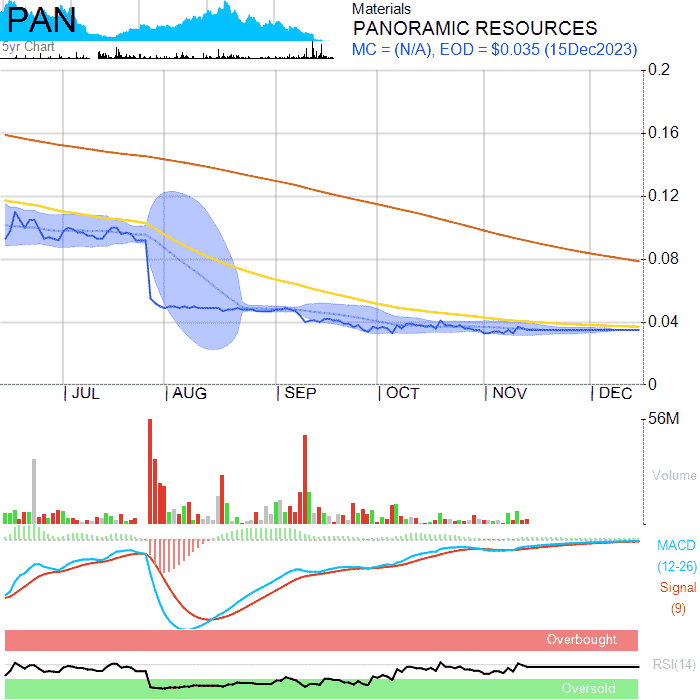 PAN
5yr Chart
Materials
PANORAMIC RESOURCES
MC = (N/A), EOD = $0.035 (15Dec2023)
0.2
0.16
0.12
0.08
0.04
0
JUL AUG SEP OCT NOV DEC
56M
Volume
MACD
(12-26)
Signal
(9)
Overbought
RSI(14)
Oversold